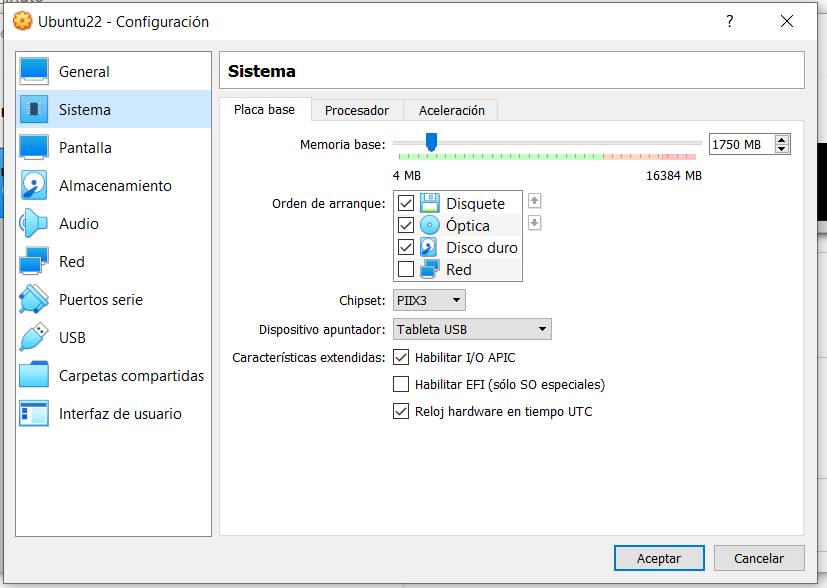 Ubuntu22 - Configuración
?
General
Sistema
Pantalla
Almacenamiento
Audio
Red
Puertos serie
USB
Carpetas compartidas
Interfaz de usuario
Sistema
Placa base Procesador Aceleración
Memoria base: 1750 MB
4 MB 16384 MB
Orden de arranque: Disquete
Óptica
Disco duro
Red
Chipset: PIIX3
Dispositivo apuntador: Tableta USB
Características extendidas: Habilitar I/O APIC
Habilitar EFI (sólo SO especiales)
Reloj hardware en tiempo UTC
Aceptar Cancelar